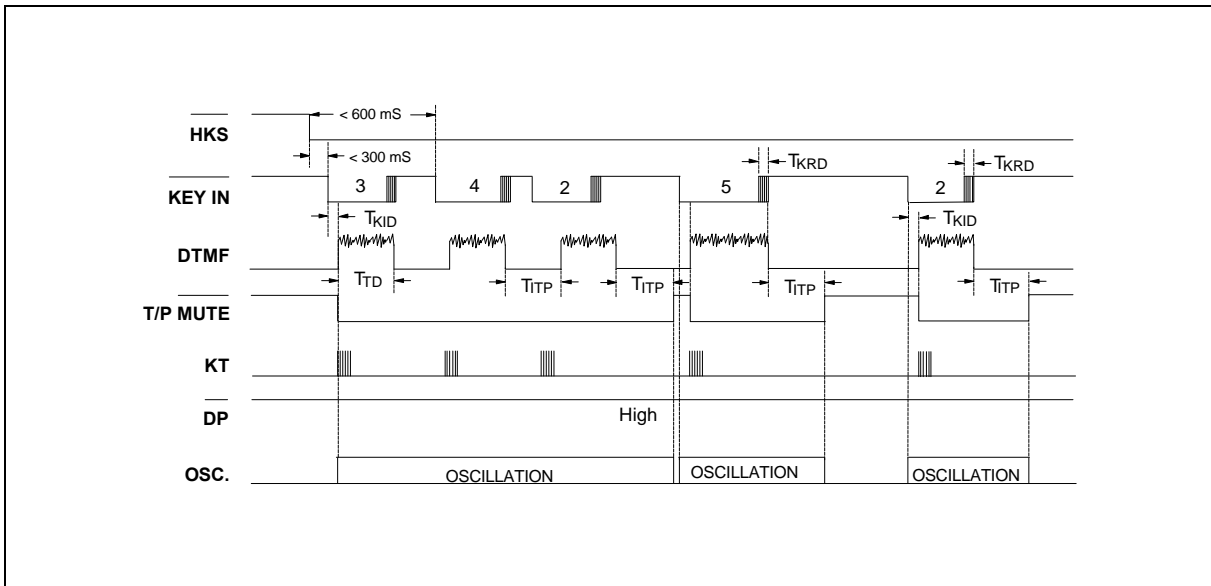 < 600 mS
HKS
< 300 mS
TKRD
TKRD
KEY IN
3
4
2
5
2
TKID
TKID
DTMF
TTD
TITP
TITP
TITP
TITP
T/P MUTE
KT
DP
High
OSC.
OSCILLATION
OSCILLATION
OSCILLATION